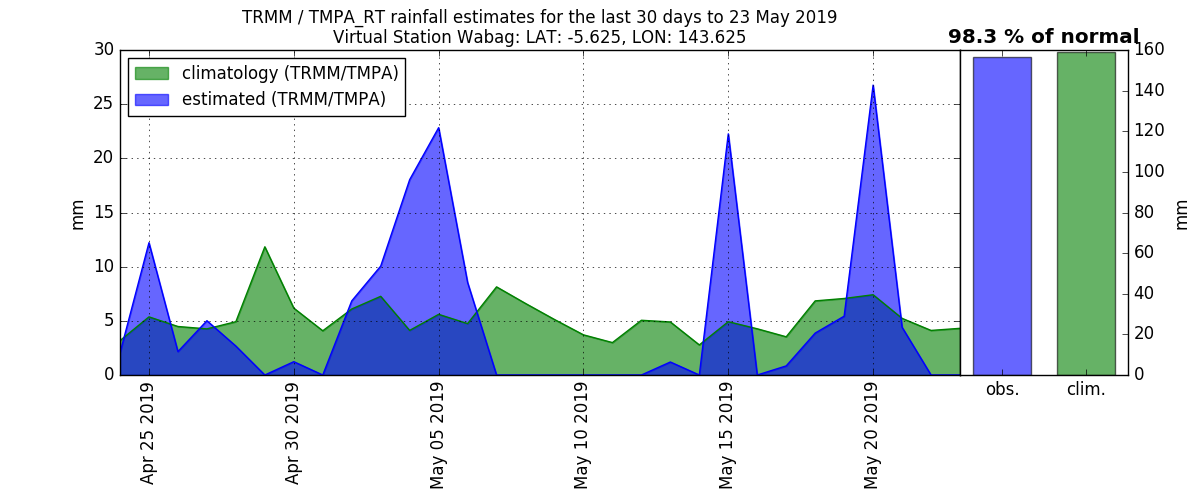 TRMM / TMPA_RT rainfall estimates for the last 30 days to 23 May 2019
Virtual Station Wabag: LAT: -5.625, LON: 143.625
98.3 % of normal
climatology (TRMM/TMPA)
estimated (TRMM/TMPA)
30
25
20
15
10
5
0
mm
160
140
120
100
80
60
40
20
0
mm
Apr 25 2019
Apr 30 2019
May 05 2019
May 10 2019
May 15 2019
May 20 2019
obs.
clim.